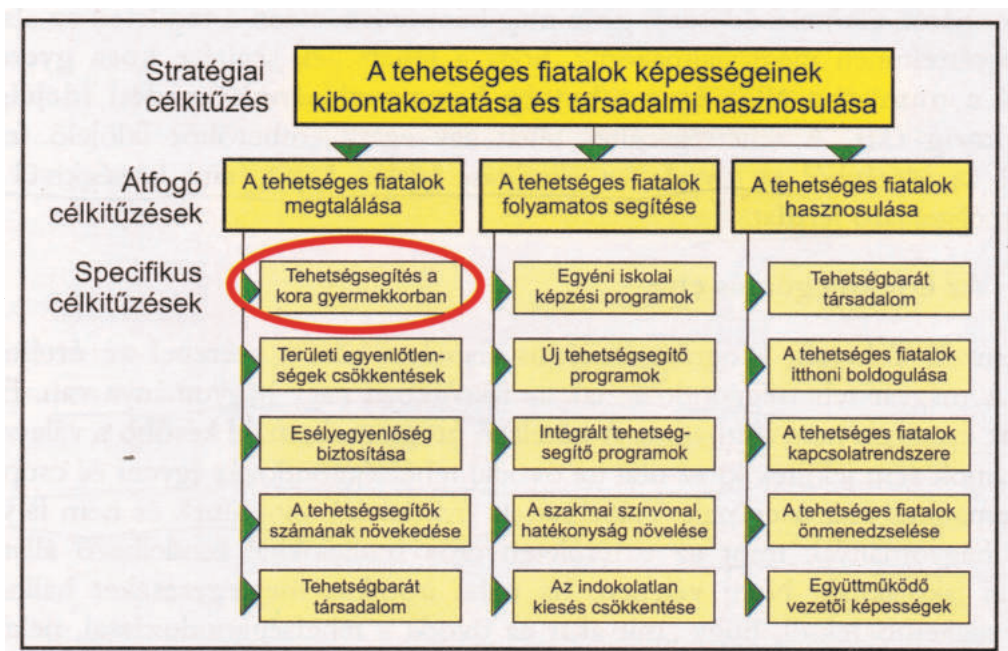 Stratégiai
célkitűzés
A tehetséges fiatalok képességeinek
kibontakoztatása és társadalmi hasznosulása
Átfogó
célkitűzések
A tehetséges fiatalok
megtalálása
A tehetséges fiatalok
folyamatos segítése
A tehetséges fiatalok
hasznosulása
Specifikus
célkitűzések
Tehetségsegítés a
kora gyermekkorban
Egyéni iskolai
képzési programok
Tehetségbarát
társadalom
Területi egyenlőtlen-
ségek csökkentések
Új tehetségsegítő
programok
A tehetséges fiatalok
itthoni boldogulása
Esélyegyenlőség
biztosítása
Integrált tehetség-
segítő programok
A tehetséges fiatalok
kapcsolatrendszere
A tehetségsegítők
számának növekedése
A szakmai színvonal,
hatékonyság növelése
A tehetséges fiatalok
önmenedzselése
Tehetségbarát
társadalom
Az indokolatlan
kiesés csökkentése
Együttműködő
vezetői képességek